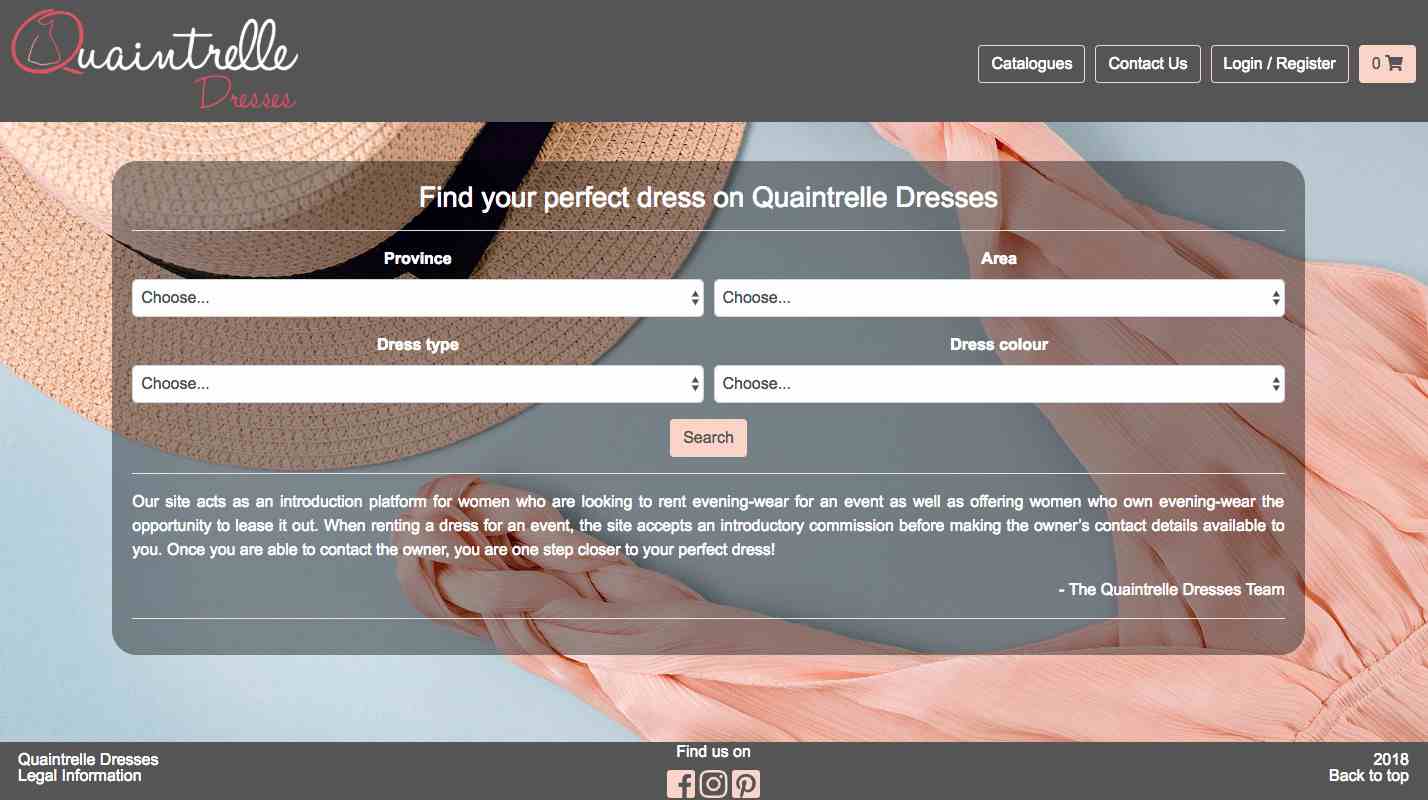 Quaintrelle
Dresses
Catalogues
Contact Us
Login / Register
0
Find your perfect dress on Quaintrelle Dresses
Province
Area
Choose...
Choose...
Dress type
Dress colour
Choose...
Choose...
Search
Our site acts as an introduction platform for women who are looking to rent evening-wear for an event as well as offering women who own evening-wear the
opportunity to lease it out. When renting a dress for an event, the site accepts an introductory commission before making the owner's contact details available to
you. Once you are able to contact the owner, you are one step closer to your perfect dress!
- The Quaintrelle Dresses Team
Quaintrelle Dresses
Legal Information
Find us on
2018
Back to top